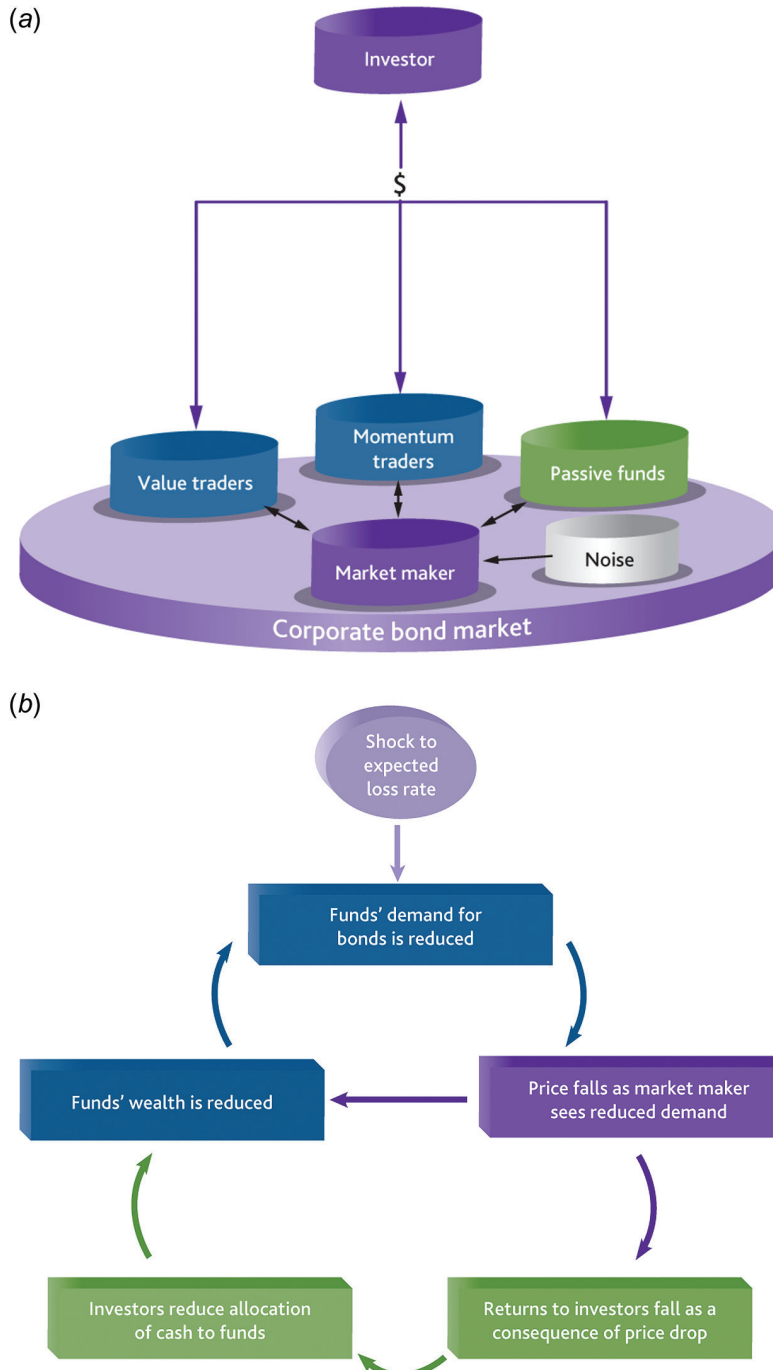 (a)
Investor
$
Momentum
traders
Value traders
Passive funds
Market maker
Noise
Corporate bond market
(b)
Shock to
expected
loss rate
Funds’ demand for
bonds is reduced
Funds’ wealth is reduced
Price falls as market maker
sees reduced demand
Investors reduce allocation
of cash to funds
Returns to investors fall as a
consequence of price drop